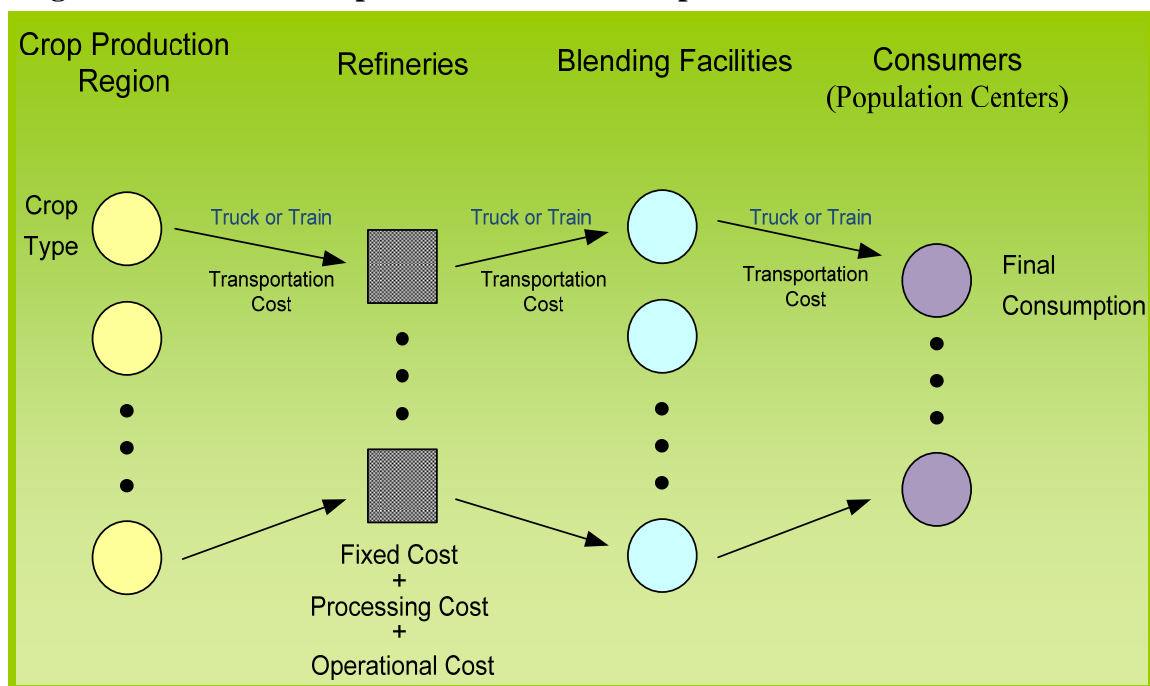 Crop Production
Region
Refineries
Blending Facilities
Consumers
(Population Centers)
Crop
Type
Truck or Train
Transportation
Cost
Truck or Train
Transportation
Cost
Truck or Train
Transportation
Cost
Final
Consumption
Fixed Cost
+
Processing Cost
+
Operational Cost